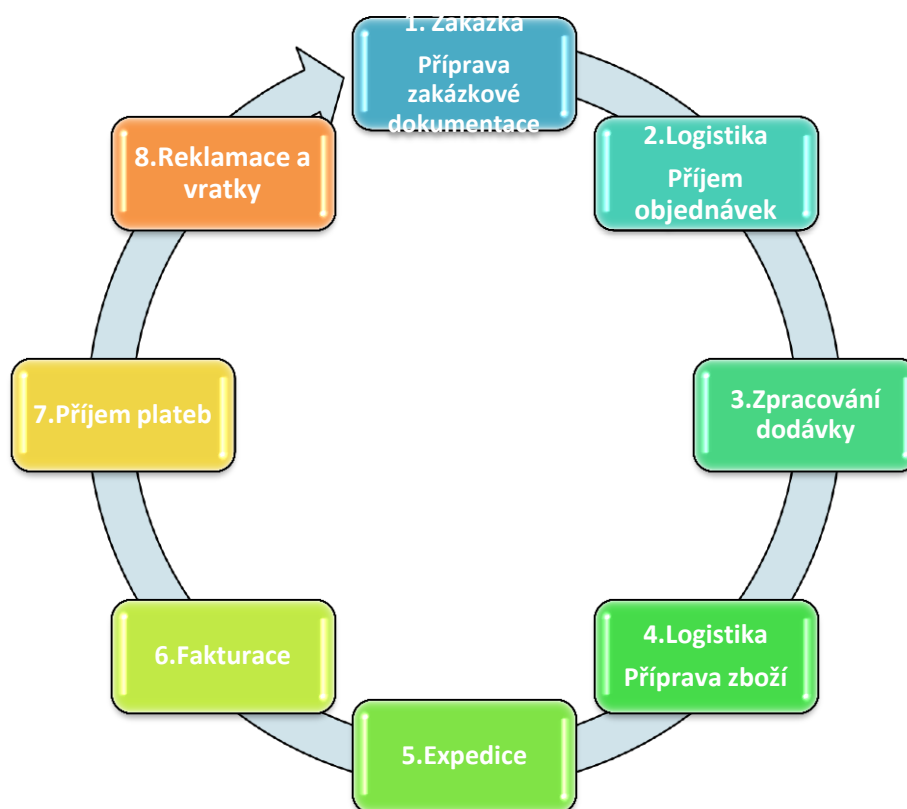 1. Zakázka
Příprava
zakázkové
dokumentace
2.Logistika
Příjem
objednávek
3.Zpracování
dodávky
4.Logistika
Příprava zboží
5.Expedice
6.Fakturace
7.Příjem plateb
8.Reklamace a
vratky